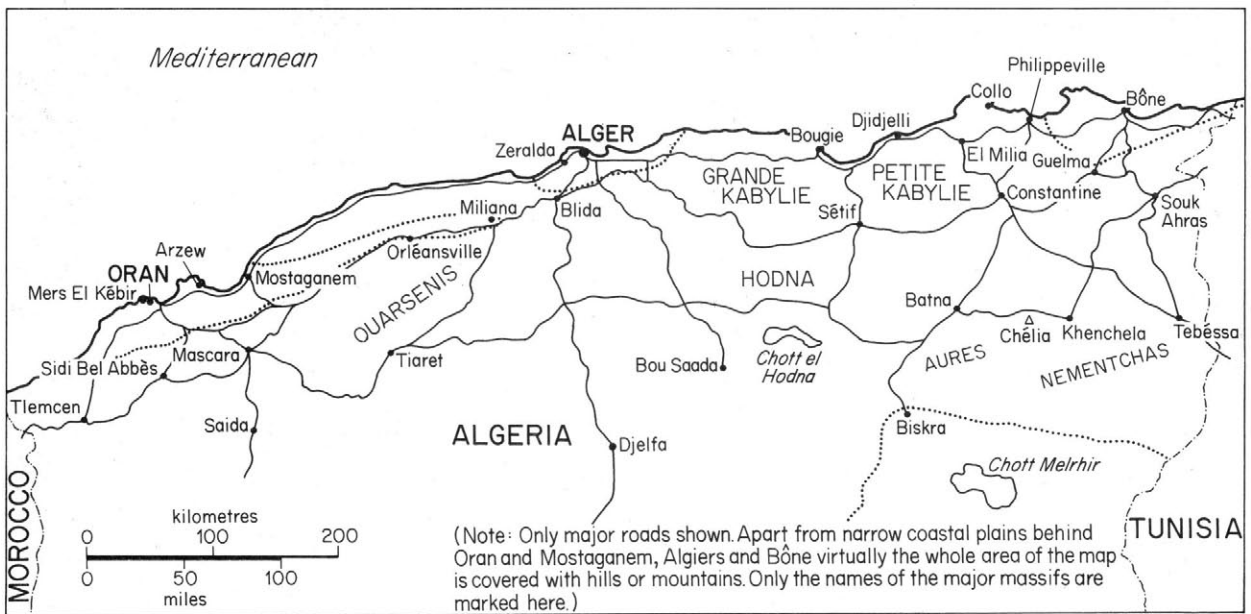 Mediterranean
Philippeville
Collo
Bône
Djidjelli
ALGER
Bougie
Zeralda
El Milia
Guelma
GRANDE
KABYLIE
PETITE
KABYLIE
Constantine
Miliana
Blida
Sétif
Souk
Ahras
Orléansville
Arzew
ORAN
Mostaganem
Mers El Kébir
HODNA
OUARSENIS
Batna
Chélia
Khenchela
Tebéssa
Mascara
Sidi Bel Abbès
Tiaret
Bou Saada
Chott el
Hodna
AURES
NEMENTCHAS
Tlemcen
Saida
ALGERIA
Djelfa
Biskra
Chott Melrhir
MOROCCO
TUNISIA
kilometres
0 100 200
0 50 100
miles
(Note: Only major roads shown. Apart from narrow coastal plains behind
Oran and Mostaganem, Algiers and Bône virtually the whole area of the map
is covered with hills or mountains. Only the names of the major massifs are
marked here.)